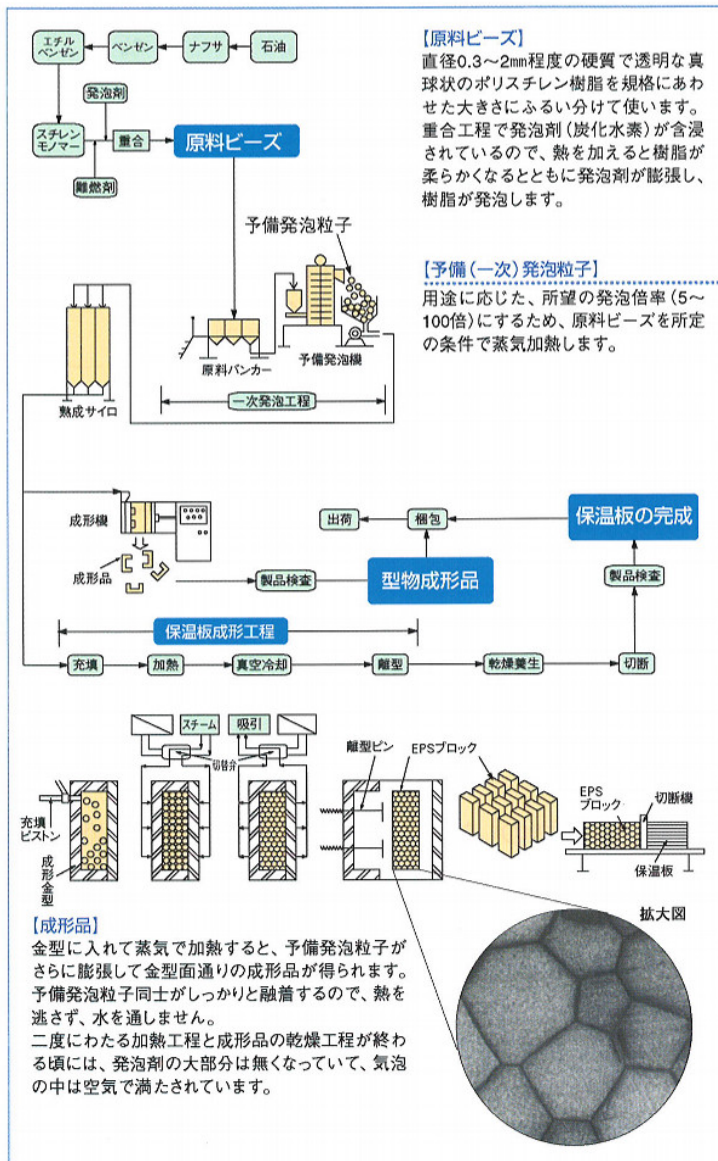 エチル
ベンゼン
ベンゼン
ナフサ
石油
発泡剤
スチレン
モノマー
重合
難燃剤
原料ビーズ
【原料ビーズ】
直径0.3〜2mm程度の硬質で透明な真
球状のポリスチレン樹脂を規格にあわ
せた大きさにふるい分けて使います。
重合工程で発泡剤(炭化水素)が含浸
されているので、熱を加えると樹脂が
柔らかくなるとともに発泡剤が膨張し、
樹脂が発泡します。
【予備(一次)発泡粒子】
用途に応じた、所望の発泡倍率(5〜
100倍)にするため、原料ビーズを所定
の条件で蒸気加熱します。
予備発泡粒子
原料バンカー
予備発泡機
一次発泡工程
熟成サイロ
成形機
成形品
製品検査
型物成形品
梱包
出荷
保温板の完成
製品検査
保温板成形工程
充填
加熱
真空冷却
離型
乾燥養生
切断
スチーム
吸引
切替弁
離型ピン
EPSブロック
充填
ピストン
成形金型
EPS
ブロック
切断機
保温板
拡大図
【成形品】
金型に入れて蒸気で加熱すると、予備発泡粒子が
さらに膨張して金型面通りの成形品が得られます。
予備発泡粒子同士がしっかりと融着するので、熱を
逃さず、水を通しません。
二度にわたる加熱工程と成形品の乾燥工程が終わ
る頃には、発泡剤の大部分は無くなっていて、気泡
の中は空気で満たされています。